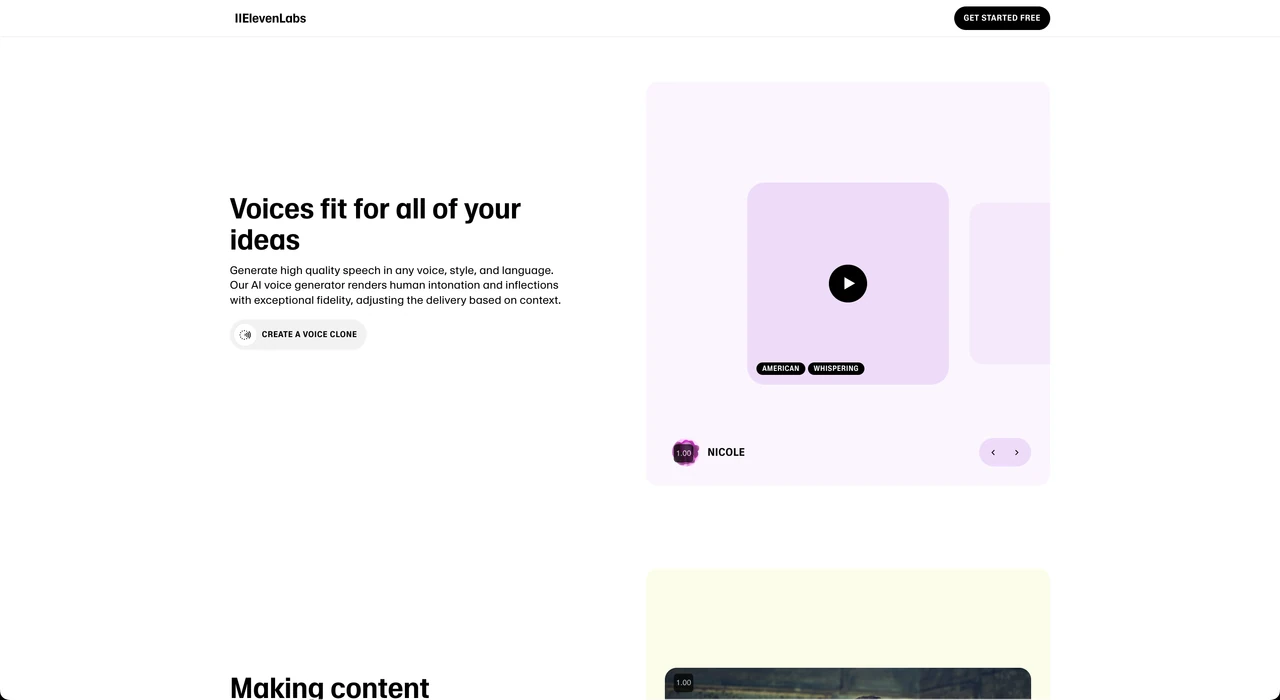 IIElevenLabs
GET STARTED FREE
Voices fit for all of your
ideas
Generate high quality speech in any voice, style, and language.
Our AI voice generator renders human intonation and inflections
with exceptional fidelity, adjusting the delivery based on context.
CREATE A VOICE CLONE
AMERICAN
WHISPERING
1.00
NICOLE
1.00
Making content